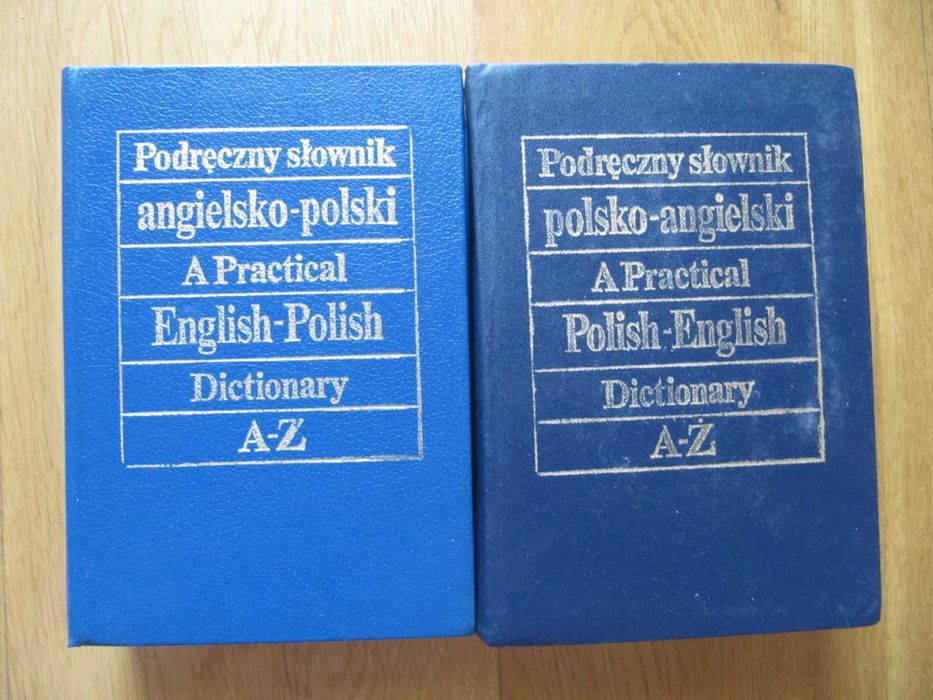 Podręczny słownik
angielsko-polski
A Practical
English-Polish
Dictionary
A-Z
Podręczny słownik
polsko-angielski
A Practical
Polish-English
Dictionary
A-Ż